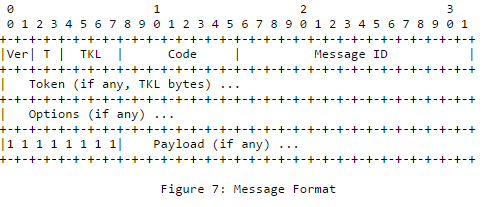 0                   1                   2                   3
 0 1 2 3 4 5 6 7 8 9 0 1 2 3 4 5 6 7 8 9 0 1 2 3 4 5 6 7 8 9 0 1
+-+-+-+-+-+-+-+-+-+-+-+-+-+-+-+-+-+-+-+-+-+-+-+-+-+-+-+-+-+-+-+-+
|Ver| T |  TKL  |      Code     |          Message ID           |
+-+-+-+-+-+-+-+-+-+-+-+-+-+-+-+-+-+-+-+-+-+-+-+-+-+-+-+-+-+-+-+-+
|   Token (if any, TKL bytes) ...
+-+-+-+-+-+-+-+-+-+-+-+-+-+-+-+-+-+-+-+-+-+-+-+-+-+-+-+-+-+-+-+-+
|   Options (if any) ...
+-+-+-+-+-+-+-+-+-+-+-+-+-+-+-+-+-+-+-+-+-+-+-+-+-+-+-+-+-+-+-+-+
|1 1 1 1 1 1 1 1|    Payload (if any) ...
+-+-+-+-+-+-+-+-+-+-+-+-+-+-+-+-+-+-+-+-+-+-+-+-+-+-+-+-+-+-+-+-+
Figure 7: Message Format